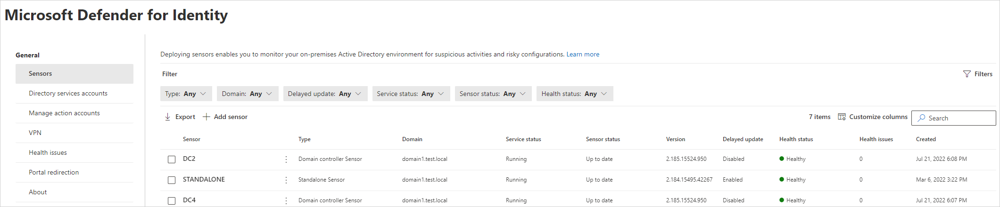 Microsoft Defender for Identity
General
Sensors
Directory services accounts
Manage action accounts
VPN
Health issues
Portal redirection
About
Deploying sensors enables you to monitor your on-premises Active Directory environment for suspicious activities and risky configurations. Learn more
Filter Filters
Type: Any Domain: Any Delayed update: Any Service status: Any Sensor status: Any Health status: Any
Export Add sensor 7 items Customize columns Search
Sensor Type Domain Service status Sensor status Version Delayed update Health status Health issues Created
DC2 Domain controller Sensor domain1.test.local Running Up to date 2.185.15524.950 Disabled Healthy 0 Jul 21, 2022 6:08 PM
STANDALONE Standalone Sensor domain1.test.local Running Up to date 2.184.15495.42267 Enabled Healthy 0 Mar 6, 2022 3:22 PM
DC4 Domain controller Sensor domain1.test.local Running Up to date 2.185.15524.950 Disabled Healthy 0 Jul 21, 2022 6:07 PM